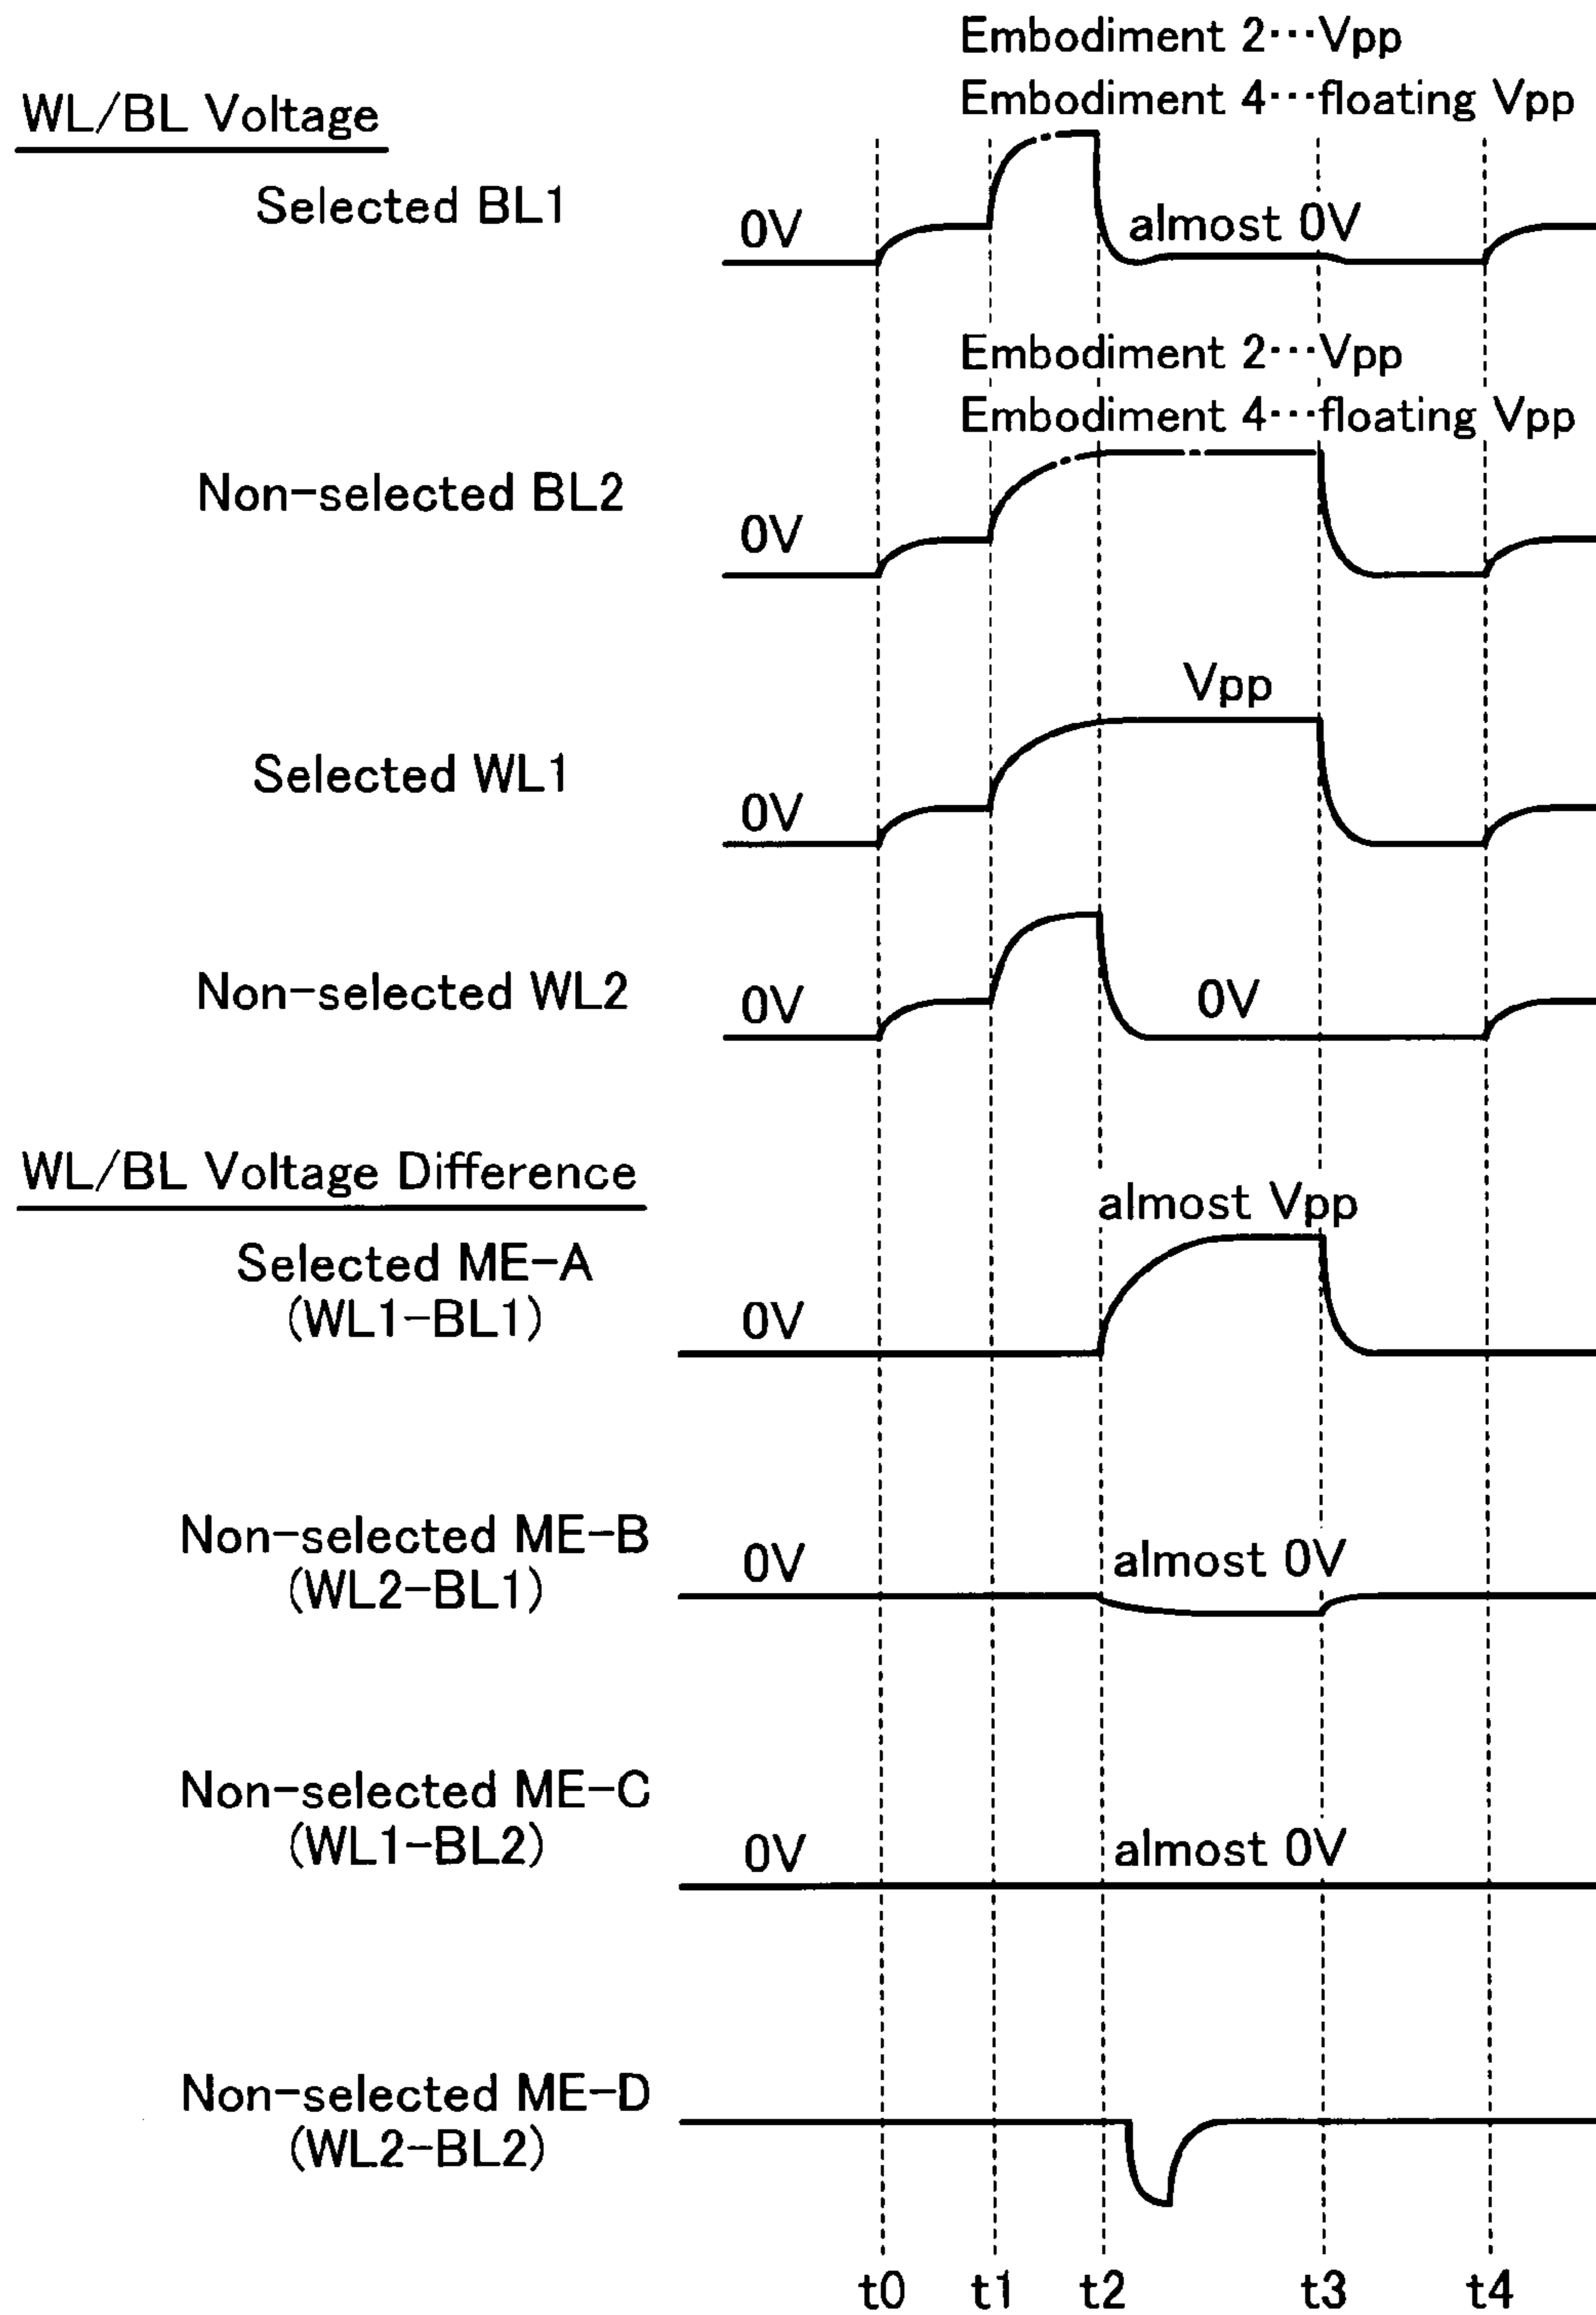 Embodiment 2···Vpp
Embodiment 4···floating Vpp
WL/BL Voltage
Selected BL1
0V
almost 0V
Embodiment 2···Vpp
Embodiment 4···floating Vpp
Non-selected BL2
0V
Vpp
Selected WL1
0V
Non-selected WL2
0V
0V
WL/BL Voltage Difference
almost Vpp
Selected ME-A
(WL1-BL1)
0V
Non-selected ME-B
(WL2-BL1)
0V
almost 0V
Non-selected ME-C
(WL1-BL2)
0V
almost 0V
Non-selected ME-D
(WL2-BL2)
t0 t1 t2 t3 t4